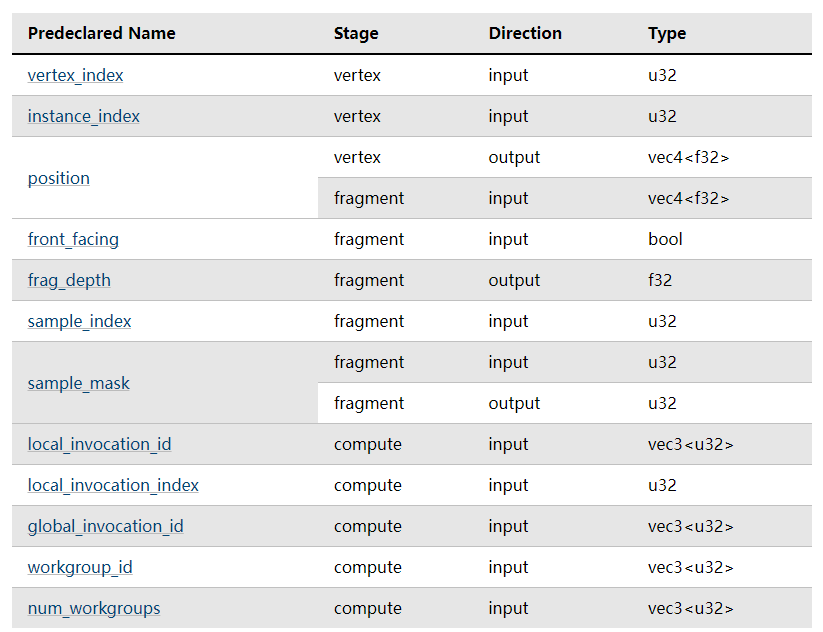 Predeclared Name Stage Direction Type
vertex_index vertex input u32
instance_index vertex input u32
position vertex output vec4<f32>
fragment input vec4<f32>
front_facing fragment input bool
frag_depth fragment output f32
sample_index fragment input u32
sample_mask fragment input u32
fragment output u32
local_invocation_id compute input vec3<u32>
local_invocation_index compute input u32
global_invocation_id compute input vec3<u32>
workgroup_id compute input vec3<u32>
num_workgroups compute input vec3<u32>